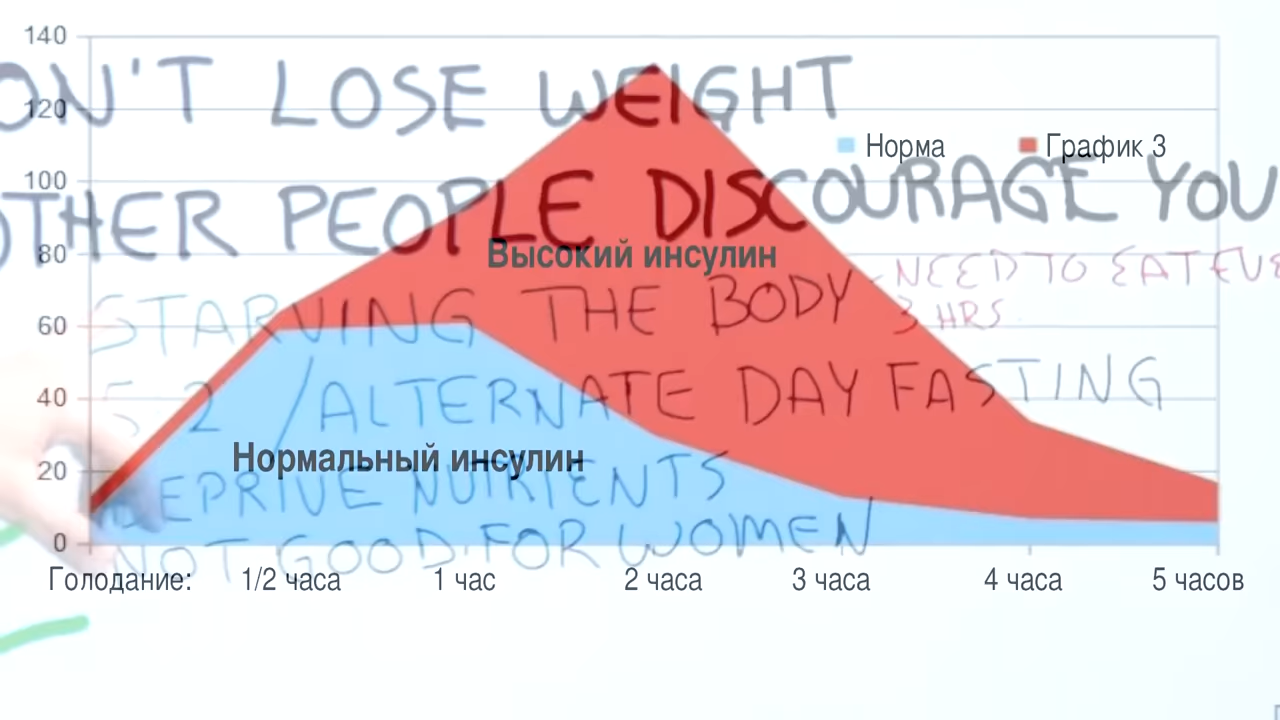 140
ON'T LOSE WEIGHT
120
Норма График 3
100
OTHER PEOPLE DISCOURAGE YOU
80
Высокий инсулин
NEED TO EAT EVE
STARVING THE BODY
3 HRS
60
5 2 / ALTERNATE DAY FASTING
40
Нормальный инсулин
20
DEPRIVE NUTRIENTS
NOT GOOD FOR WOMEN
0
Голодание: 1/2 часа 1 час 2 часа 3 часа 4 часа 5 часов